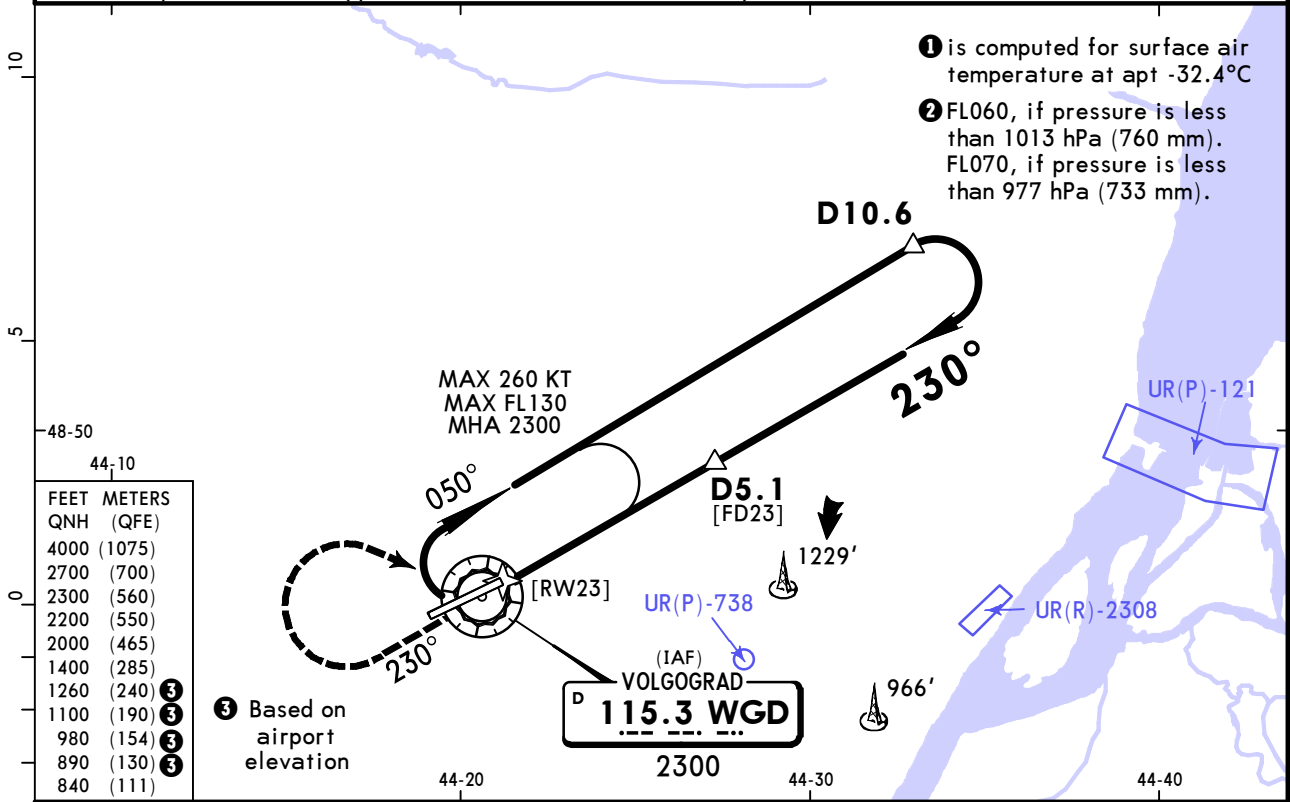 10
❶ is computed for surface air
temperature at apt -32.4°C
❷ FL060, if pressure is less
than 1013 hPa (760 mm).
FL070, if pressure is less
than 977 hPa (733 mm).
D10.6
5
230°
MAX 260 KT
MAX FL130
MHA 2300
UR(P)-121
48-50
44-10
050°
D5.1
[FD23]
FEET METERS
QNH (QFE)
4000 (1075)
2700 (700)
2300 (560)
2200 (550)
2000 (465)
1400 (285)
1260 (240) ❸
1100 (190) ❸
980 (154) ❸
890 (130) ❸
840 (111)
1229'
0
[RW23]
UR(P)-738
UR(R)-2308
230°
(IAF)
VOLGOGRAD
D 115.3 WGD
2300
966'
❸ Based on
airport
elevation
44-20
44-30
44-40